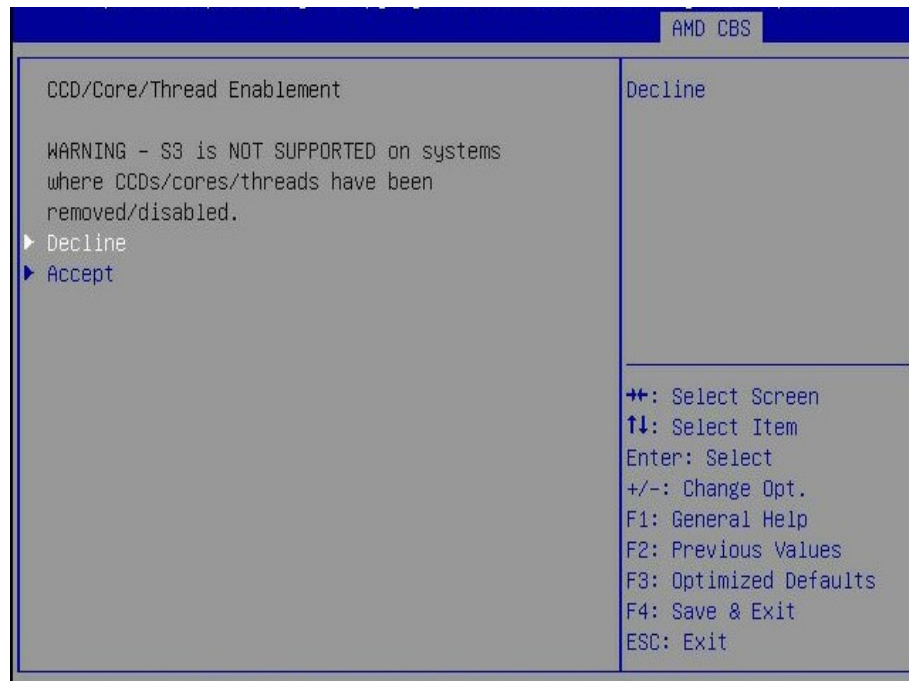 AMD CBS
CCD/Core/Thread Enablement
WARNING - S3 is NOT SUPPORTED on systems
where CCDs/cores/threads have been
removed/disabled.
Decline
Accept
Decline
→←: Select Screen
↑↓: Select Item
Enter: Select
+/-: Change Opt.
F1: General Help
F2: Previous Values
F3: Optimized Defaults
F4: Save & Exit
ESC: Exit